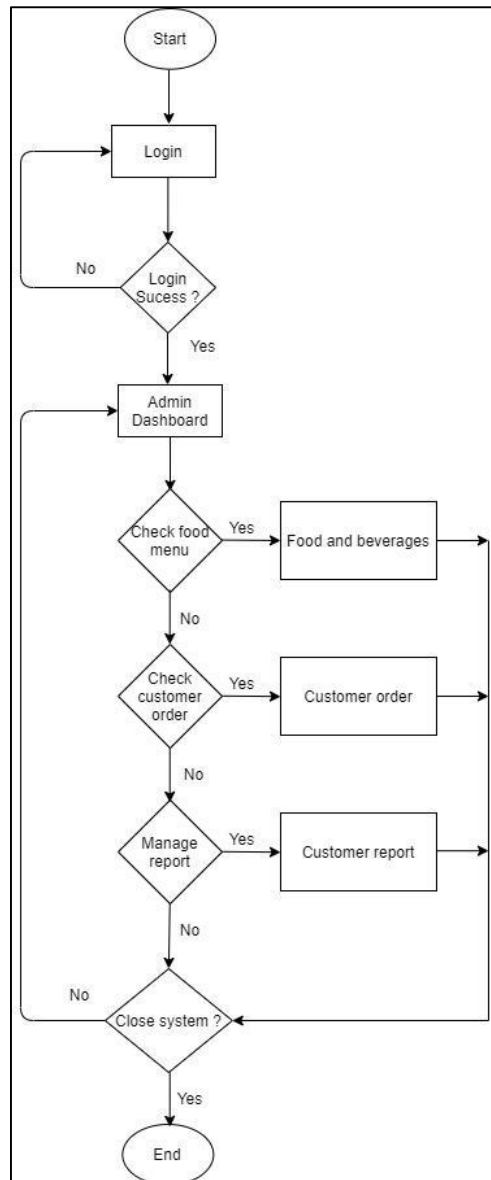 Start
Login
No
Login
Sucess ?
Yes
Admin
Dashboard
Check food
menu
Yes
Food and beverages
No
Check
customer
order
Yes
Customer order
No
Manage
report
Yes
Customer report
No
No
Close system ?
Yes
End